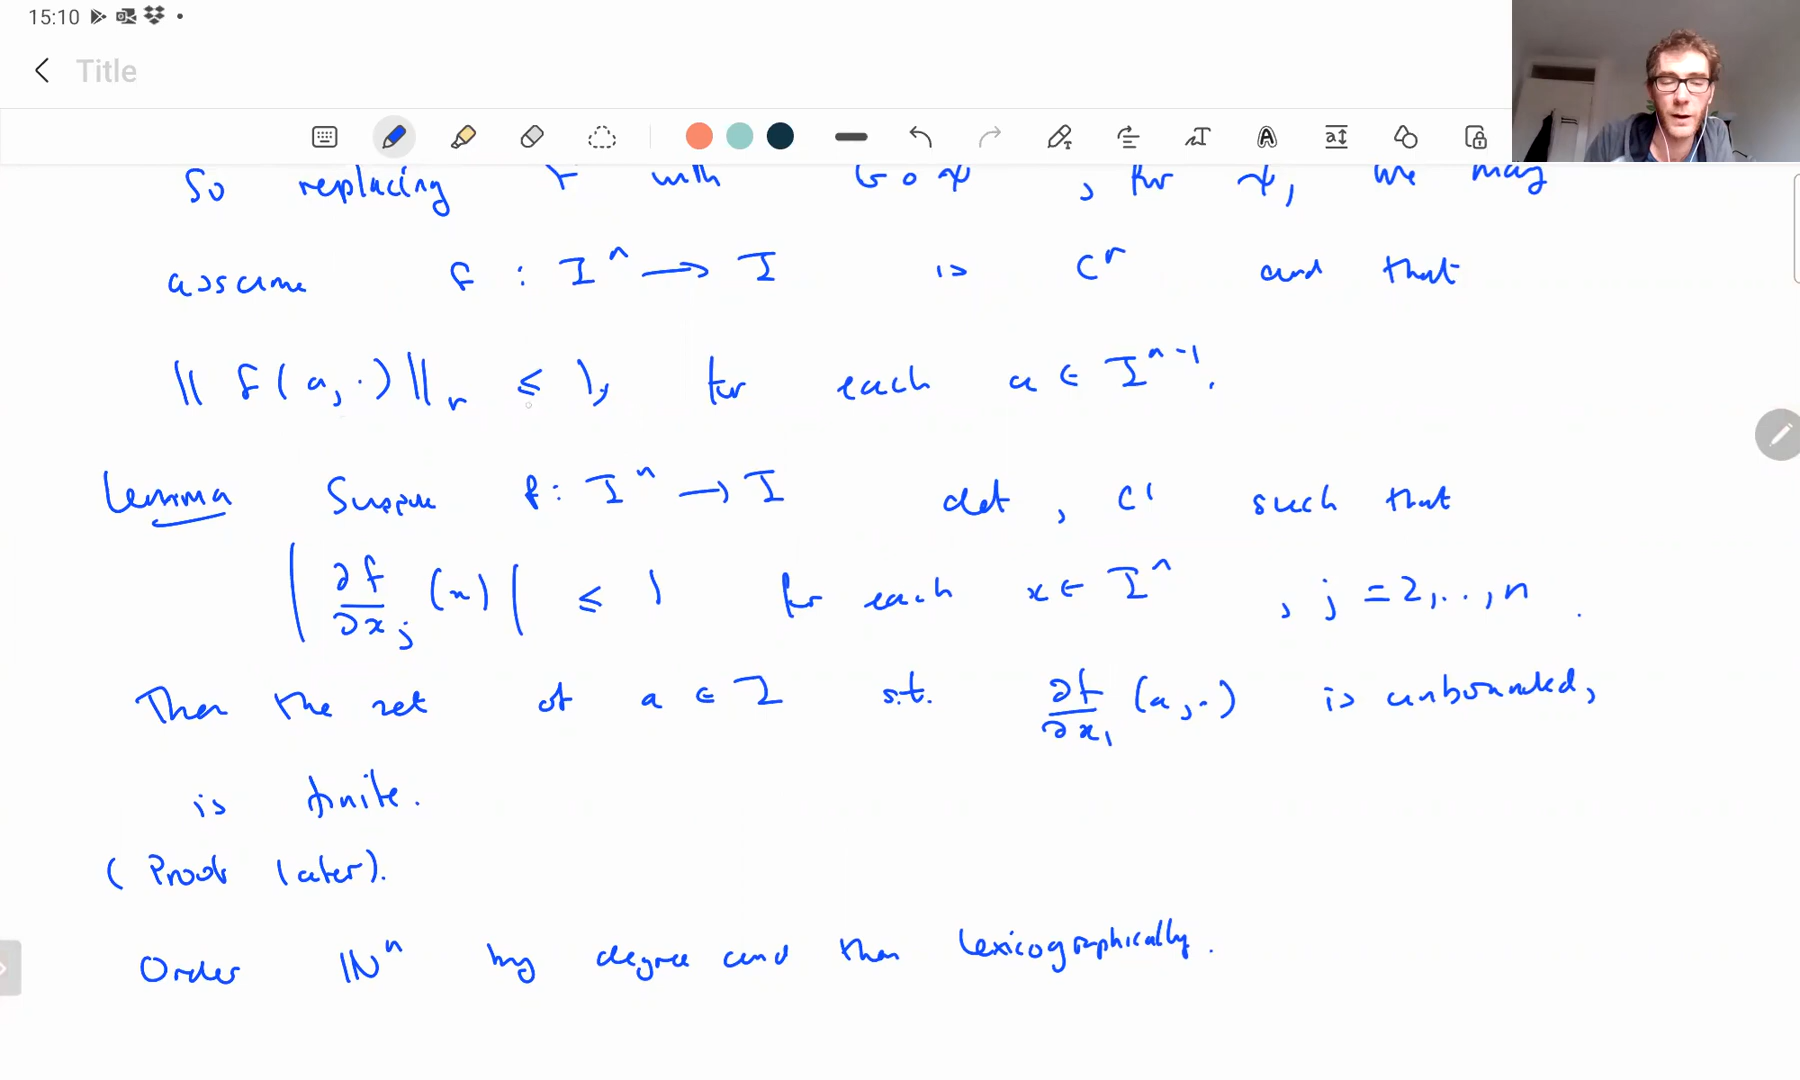 15:10
Title
So replacing F with G ∘ ψ, for ψ, we may
assume f : I^n → I is C^r and that
‖ f(a, ·) ‖_r ≤ 1, for each a ∈ I^{n-1}.
Lemma Suppose f : I^n → I def, C^1 such that
| ∂f/∂x_j (x) | ≤ 1 for each x ∈ I^n, j = 2,..,n.
Then the set of a ∈ I s.t. ∂f/∂x_1 (a, ·) is unbounded,
is finite.
(Proof later).
Order ℕ^n by degree and then lexicographically.